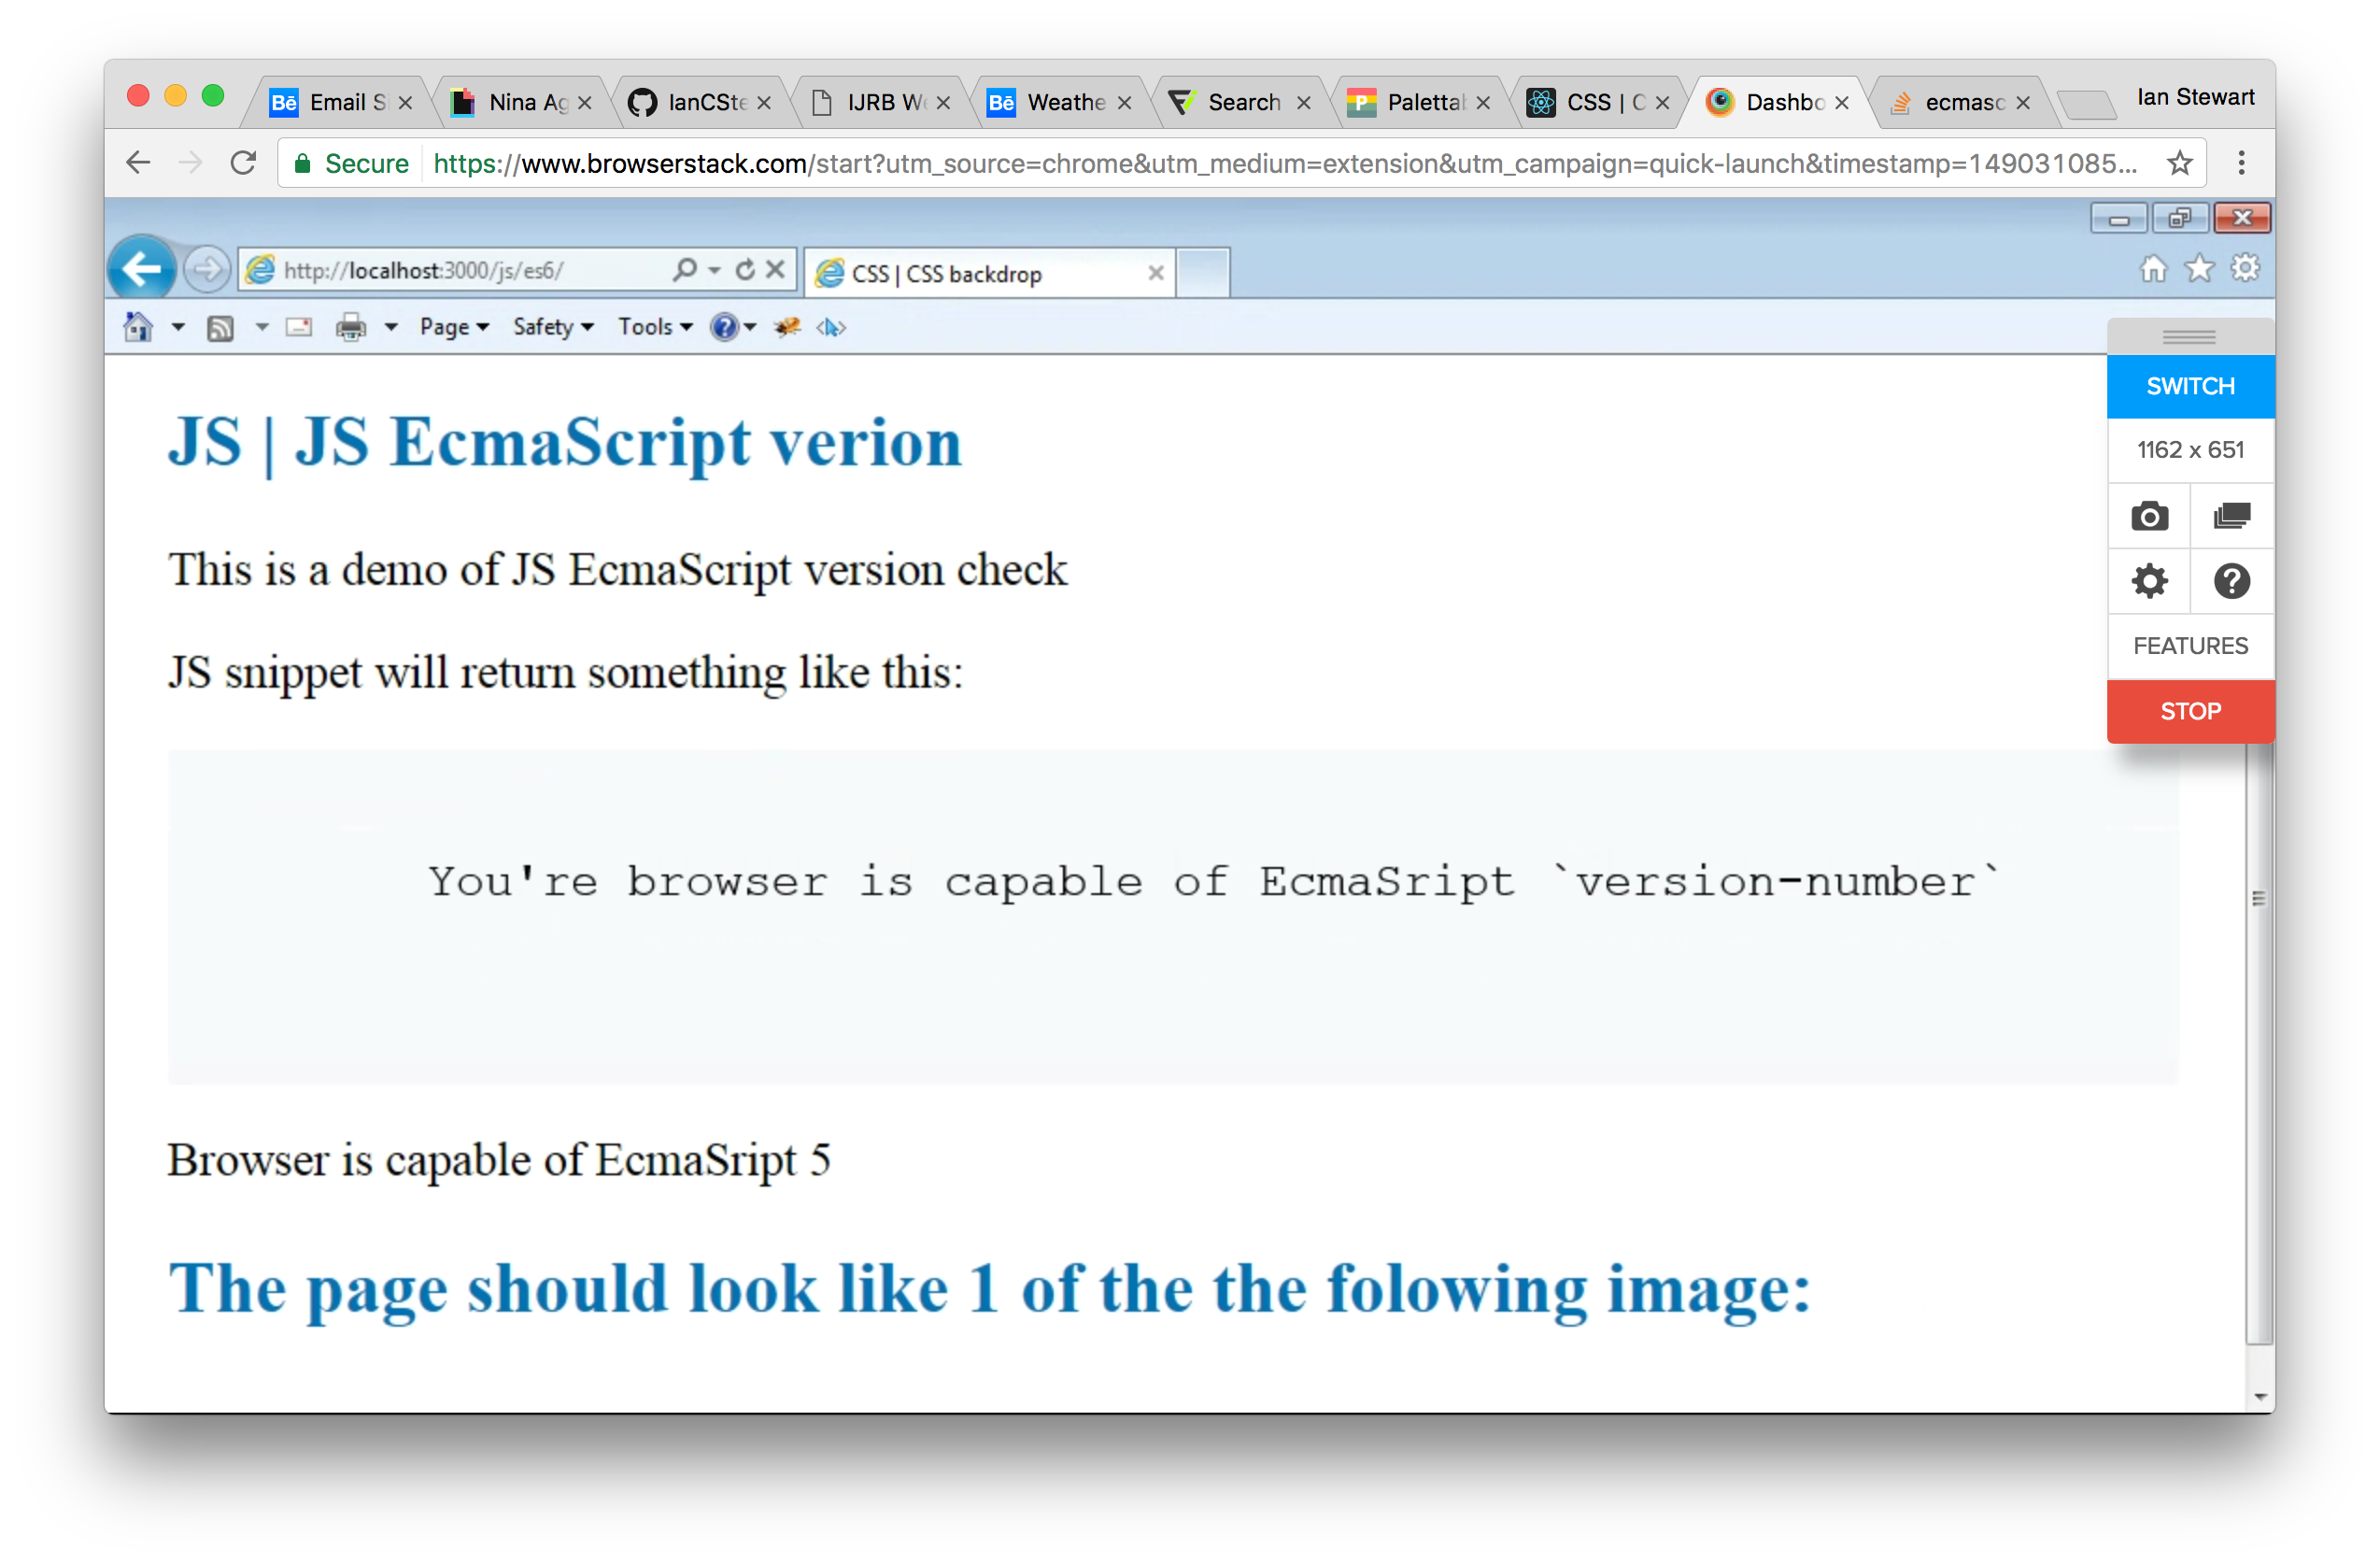 Bē Email S
Nina Ag
IanCSte
IJRB We
Bē Weathe
Search
P Palettab
CSS | C
Dashbo
ecmasc
Ian Stewart
Secure https://www.browserstack.com/start?utm_source=chrome&utm_medium=extension&utm_campaign=quick-launch&timestamp=149031085...
http://localhost:3000/js/es6/
CSS | CSS backdrop
Page Safety Tools
SWITCH
1162 x 651
FEATURES
STOP
JS | JS EcmaScript verion
This is a demo of JS EcmaScript version check
JS snippet will return something like this:
You're browser is capable of EcmaSript `version-number`
Browser is capable of EcmaSript 5
The page should look like 1 of the the folowing image: